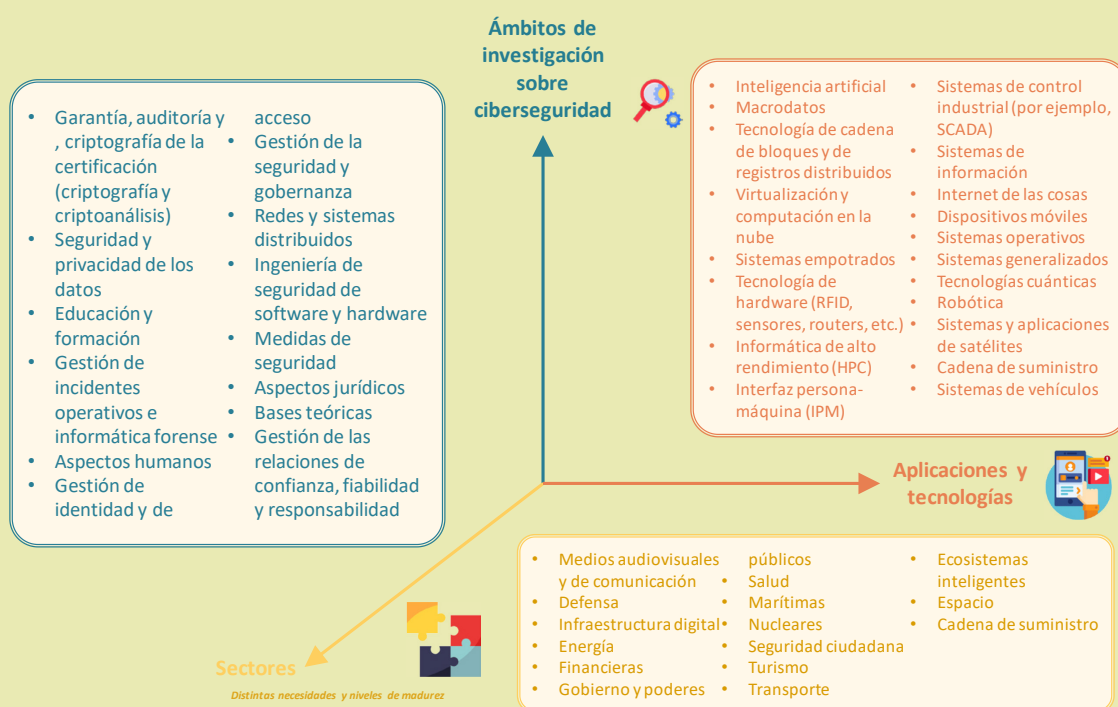 Ámbitos de
investigación
sobre
ciberseguridad
• Garantía, auditoría y
, criptografía de la
certificación
(criptografía y
criptoanálisis)
• Seguridad y
privacidad de los
datos
• Educación y
formación
• Gestión de
incidentes
operativos e
informática forense
• Aspectos humanos
• Gestión de
identidad y de
acceso
• Gestión de la
seguridad y
gobernanza
• Redes y sistemas
distribuidos
• Ingeniería de
seguridad de
software y hardware
• Medidas de
seguridad
• Aspectos jurídicos
• Bases teóricas
• Gestión de las
relaciones de
confianza, fiabilidad
y responsabilidad
• Inteligencia artificial
• Macrodatos
• Tecnología de cadena
de bloques y de
registros distribuidos
• Virtualización y
computación en la
nube
• Sistemas empotrados
• Tecnología de
hardware (RFID,
sensores, routers, etc.)
• Informática de alto
rendimiento (HPC)
• Interfaz persona-
máquina (IPM)
• Sistemas de control
industrial (por ejemplo,
SCADA)
• Sistemas de
información
• Internet de las cosas
• Dispositivos móviles
• Sistemas operativos
• Sistemas generalizados
• Tecnologías cuánticas
• Robótica
• Sistemas y aplicaciones
de satélites
• Cadena de suministro
• Sistemas de vehículos
Aplicaciones y
tecnologías
• Medios audiovisuales
y de comunicación
• Defensa
• Infraestructura digital
• Energía
• Financieras
• Gobierno y poderes
públicos
• Salud
• Marítimas
• Nucleares
• Seguridad ciudadana
• Turismo
• Transporte
• Ecosistemas
inteligentes
• Espacio
• Cadena de suministro
Sectores
Distintas necesidades y niveles de madurez